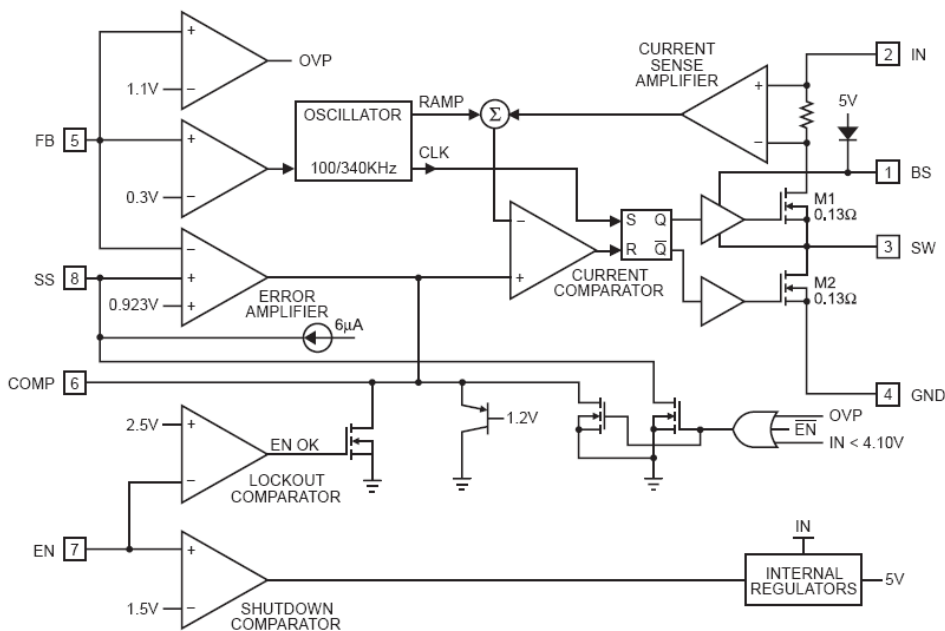 +
OVP
1.1V
−
CURRENT
SENSE
AMPLIFIER
2
IN
+
−
5V
FB
5
+
0.3V
−
OSCILLATOR
100/340KHz
RAMP
CLK
Σ
1
BS
M1
0.13Ω
S
Q
R
Q̅
3
SW
−
+
CURRENT
COMPARATOR
M2
0.13Ω
SS
8
−
+
0.923V
+
ERROR
AMPLIFIER
6μA
COMP
6
4
GND
1.2V
OVP
E̅N̅
IN < 4.10V
2.5V
+
−
EN OK
LOCKOUT
COMPARATOR
EN
7
+
1.5V
−
SHUTDOWN
COMPARATOR
IN
INTERNAL
REGULATORS
5V